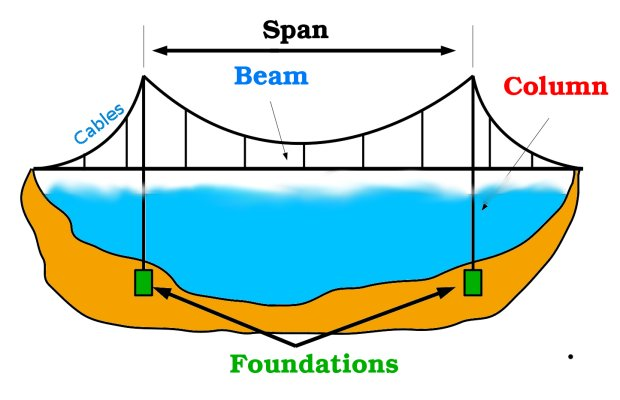 Span
Beam
Column
Cables
Foundations